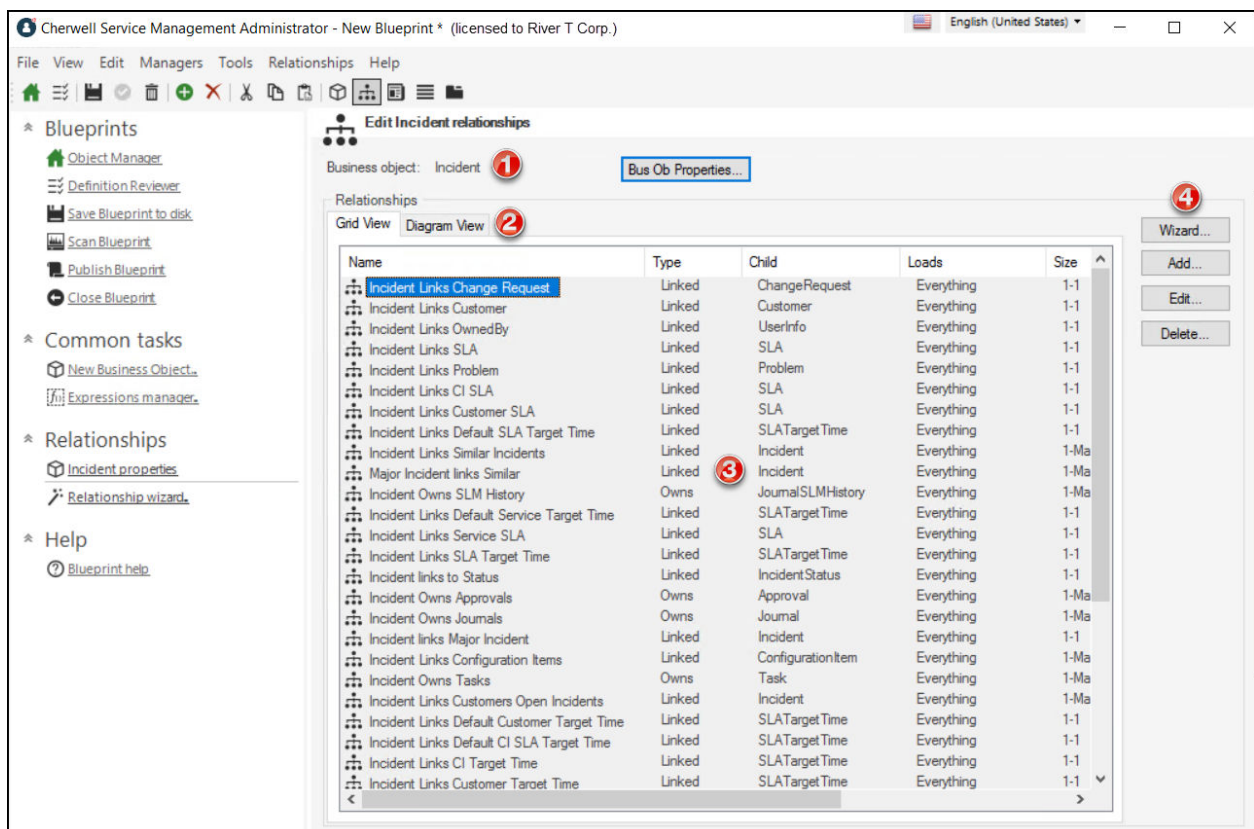 Cherwell Service Management Administrator - New Blueprint * (licensed to River T Corp.)
English (United States)
File View Edit Managers Tools Relationships Help
Blueprints
Object Manager
Definition Reviewer
Save Blueprint to disk
Scan Blueprint
Publish Blueprint
Close Blueprint
Common tasks
New Business Object...
Expressions manager...
Relationships
Incident properties
Relationship wizard...
Help
Blueprint help
Edit Incident relationships
Business object: Incident 1
Bus Ob Properties...
Relationships
Grid View Diagram View 2
Name Type Child Loads Size
Incident Links Change Request Linked ChangeRequest Everything 1-1
Incident Links Customer Linked Customer Everything 1-1
Incident Links OwnedBy Linked UserInfo Everything 1-1
Incident Links SLA Linked SLA Everything 1-1
Incident Links Problem Linked Problem Everything 1-1
Incident Links CI SLA Linked SLA Everything 1-1
Incident Links Customer SLA Linked SLA Everything 1-1
Incident Links Default SLA Target Time Linked SLATargetTime Everything 1-1
Incident Links Similar Incidents Linked Incident Everything 1-Ma
Major Incident links Similar Linked 3 Incident Everything 1-Ma
Incident Owns SLM History Owns JournalSLMHistory Everything 1-Ma
Incident Links Default Service Target Time Linked SLATargetTime Everything 1-1
Incident Links Service SLA Linked SLA Everything 1-1
Incident Links SLA Target Time Linked SLATargetTime Everything 1-1
Incident links to Status Linked IncidentStatus Everything 1-1
Incident Owns Approvals Owns Approval Everything 1-Ma
Incident Owns Journals Owns Journal Everything 1-Ma
Incident links Major Incident Linked Incident Everything 1-1
Incident Links Configuration Items Linked ConfigurationItem Everything 1-Ma
Incident Owns Tasks Owns Task Everything 1-Ma
Incident Links Customers Open Incidents Linked Incident Everything 1-Ma
Incident Links Default Customer Target Time Linked SLATargetTime Everything 1-1
Incident Links Default CI SLA Target Time Linked SLATargetTime Everything 1-1
Incident Links CI Target Time Linked SLATargetTime Everything 1-1
Incident Links Customer Target Time Linked SLATargetTime Everything 1-1
4
Wizard...
Add...
Edit...
Delete...